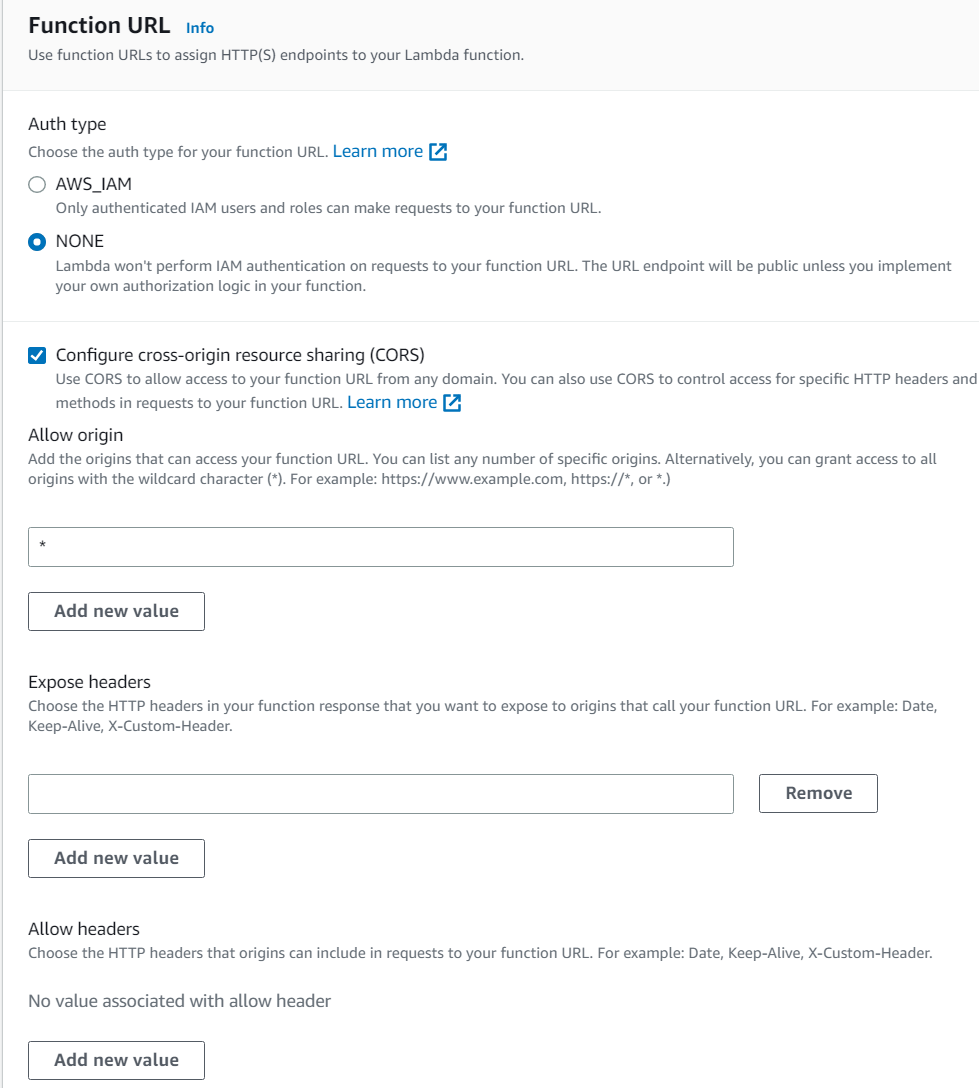 Function URL Info
Use function URLs to assign HTTP(S) endpoints to your Lambda function.
Auth type
Choose the auth type for your function URL. Learn more
AWS_IAM
Only authenticated IAM users and roles can make requests to your function URL.
NONE
Lambda won't perform IAM authentication on requests to your function URL. The URL endpoint will be public unless you implement
your own authorization logic in your function.
Configure cross-origin resource sharing (CORS)
Use CORS to allow access to your function URL from any domain. You can also use CORS to control access for specific HTTP headers and
methods in requests to your function URL. Learn more
Allow origin
Add the origins that can access your function URL. You can list any number of specific origins. Alternatively, you can grant access to all
origins with the wildcard character (*). For example: https://www.example.com, https://*, or *.)
*
Add new value
Expose headers
Choose the HTTP headers in your function response that you want to expose to origins that call your function URL. For example: Date,
Keep-Alive, X-Custom-Header.
Remove
Add new value
Allow headers
Choose the HTTP headers that origins can include in requests to your function URL. For example: Date, Keep-Alive, X-Custom-Header.
No value associated with allow header
Add new value